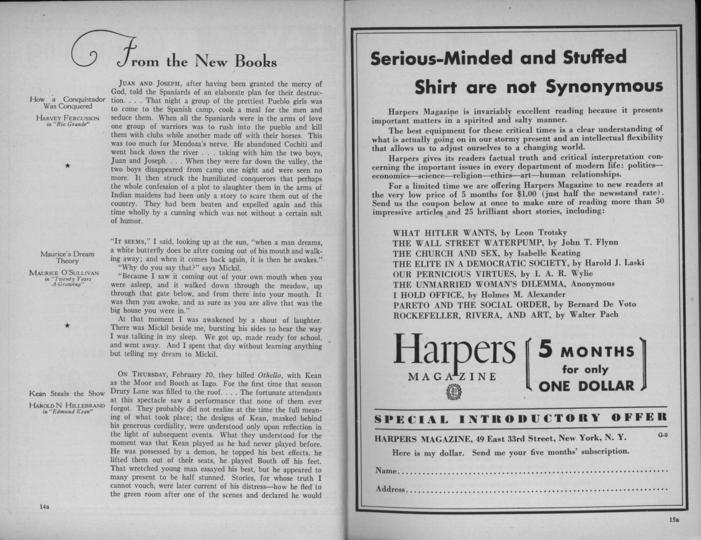 From the New Books
How a Conquistador
Was Conquered
HARVEY FERGUSSON
in "Rio Grande"
JUAN AND JOSEPH, after having been granted the mercy of
God, told the Spaniards of an elaborate plan for their destruc-
tion. . . . That night a group of the prettiest Pueblo girls was
to come to the Spanish camp, cook a meal for the men and
seduce them. When all the Spaniards were in the arms of love
one group of warriors was to rush into the pueblo and kill
them with clubs while another made off with their horses. This
was too much for Mendoza's nerve. He abandoned Cochiti and
went back down the river . . . taking with him the two boys,
Juan and Joseph. . . . When they were far down the valley, the
two boys disappeared from camp one night and were seen no
more. It then struck the humiliated conquerors that perhaps
the whole confession of a plot to slaughter them in the arms of
Indian maidens had been only a story to scare them out of the
country. They had been beaten and expelled again and this
time wholly by a cunning which was not without a certain salt
of humor.
Maurice's Dream
Theory
MAURICE O'SULLIVAN
in "Twenty Years
A-Growing"
"IT SEEMS," I said, looking up at the sun, "when a man dreams,
a white butterfly does be after coming out of his mouth and walk-
ing away; and when it comes back again, it is then he awakes."
"Why do you say that?" says Mickil.
"Because I saw it coming out of your own mouth when you
were asleep, and it walked down through the meadow, up
through that gate below, and from there into your mouth. It
was then you awoke, and as sure as you are alive that was the
big house you were in."
At that moment I was awakened by a shout of laughter.
There was Mickil beside me, bursting his sides to hear the way
I was talking in my sleep. We got up, made ready for school,
and went away. And I spent that day without learning anything
but telling my dream to Mickil.
Kean Steals the Show
HAROLD N HILLEBRAND
in "Edmund Kean"
ON THURSDAY, February 20, they billed Othello, with Kean
as the Moor and Booth as Iago. For the first time that season
Drury Lane was filled to the roof. . . . The fortunate attendants
at this spectacle saw a performance that none of them ever
forgot. They probably did not realize at the time the full mean-
ing of what took place; the designs of Kean, masked behind
his generous cordiality, were understood only upon reflection in
the light of subsequent events. What they understood for the
moment was that Kean played as he had never played before.
He was possessed by a demon, he topped his best effects, he
lifted them out of their seats, he played Booth off his feet.
That wretched young man essayed his best, but he appeared to
many present to be half stunned. Stories, for whose truth I
cannot vouch, were later current of his distress—how he fled to
the green room after one of the scenes and declared he would
14a
Serious-Minded and Stuffed
Shirt are not Synonymous
Harpers Magazine is invariably excellent reading because it presents
important matters in a spirited and salty manner.
The best equipment for these critical times is a clear understanding of
what is actually going on in our stormy present and an intellectual flexibility
that allows us to adjust ourselves to a changing world.
Harpers gives its readers factual truth and critical interpretation con-
cerning the important issues in every department of modern life: politics—
economics—science—religion—ethics—art—human relationships.
For a limited time we are offering Harpers Magazine to new readers at
the very low price of 5 months for $1.00 (just half the newsstand rate).
Send us the coupon below at once to make sure of reading more than 50
impressive articles and 25 brilliant short stories, including:
WHAT HITLER WANTS, by Leon Trotsky
THE WALL STREET WATERPUMP, by John T. Flynn
THE CHURCH AND SEX, by Isabelle Keating
THE ELITE IN A DEMOCRATIC SOCIETY, by Harold J. Laski
OUR PERNICIOUS VIRTUES, by I. A. R. Wylie
THE UNMARRIED WOMAN'S DILEMMA, Anonymous
I HOLD OFFICE, by Holmes M. Alexander
PARETO AND THE SOCIAL ORDER, by Bernard De Voto
ROCKEFELLER, RIVERA, AND ART, by Walter Pach
Harpers
MAGAZINE
5 MONTHS
for only
ONE DOLLAR
SPECIAL INTRODUCTORY OFFER
HARPERS MAGAZINE, 49 East 33rd Street, New York, N. Y. G-9
Here is my dollar. Send me your five months' subscription.
Name
Address
15a